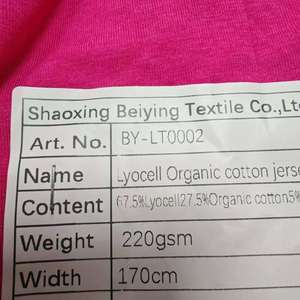 Shaoxing Beiying Textile Co.,Ltd
Art. No. BY-LT0002
Name Lyocell Organic cotton jerse
Content 67.5%Lyocell27.5%Organic cotton5%
Weight 220gsm
Width 170cm